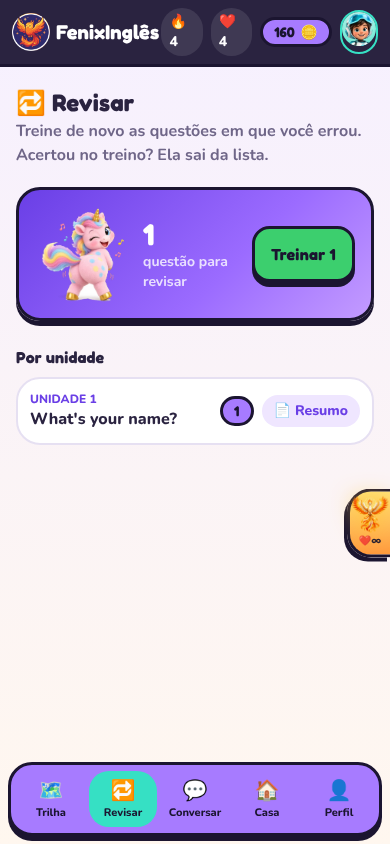 FenixInglês
🔥
4
❤️
4
160 🪙
🔁 Revisar
Treine de novo as questões em que você errou.
Acertou no treino? Ela sai da lista.
1
questão para
revisar
Treinar 1
Por unidade
UNIDADE 1
What's your name?
1
📄 Resumo
❤️∞
Trilha
Revisar
Conversar
Casa
Perfil